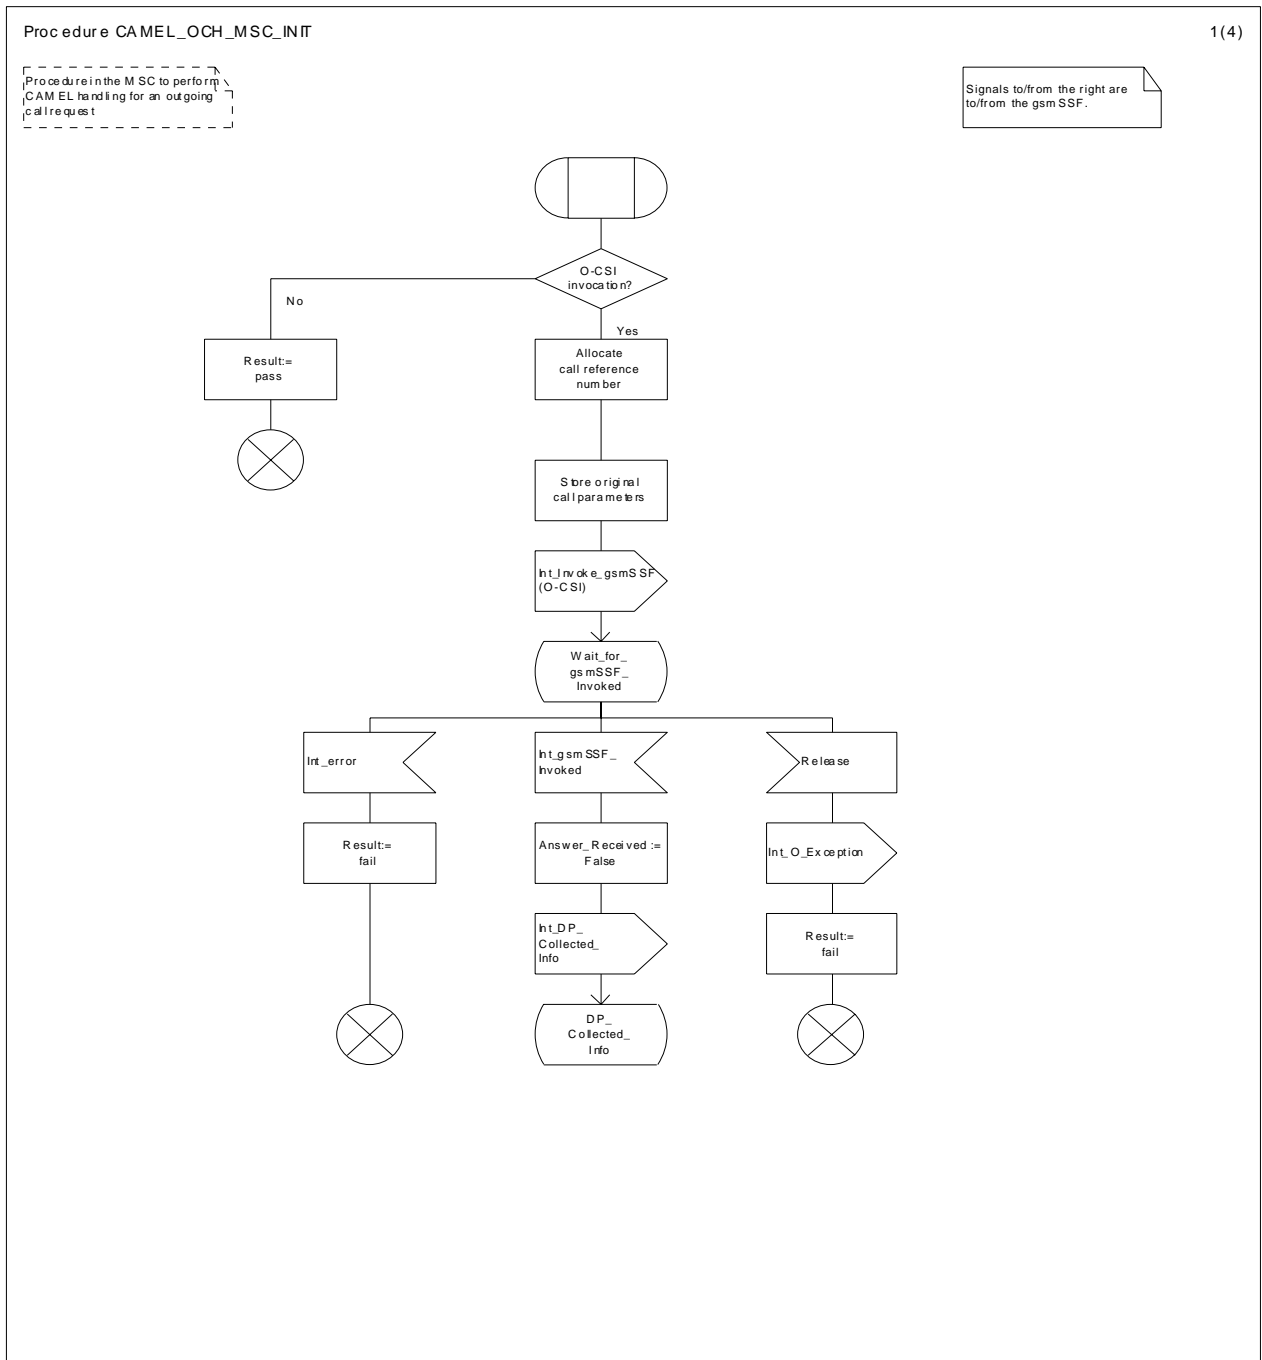 Procedure CAMEL_OCH_MSC_INIT
1(4)
Procedure in the MSC to perform
CAMEL handling for an outgoing
call request
Signals to/from the right are
to/from the gsmSSF.
O-CSI
invocation?
No
Yes
Result:=
pass
Allocate
call reference
number
Store original
call parameters
Int_Invoke_gsmSSF
(O-CSI)
Wait_for_
gsmSSF_
Invoked
Int_error
Int_gsmSSF_
Invoked
Release
Result:=
fail
Answer_Received :=
False
Int_O_Exception
Int_DP_
Collected_
Info
Result:=
fail
DP_
Collected_
Info